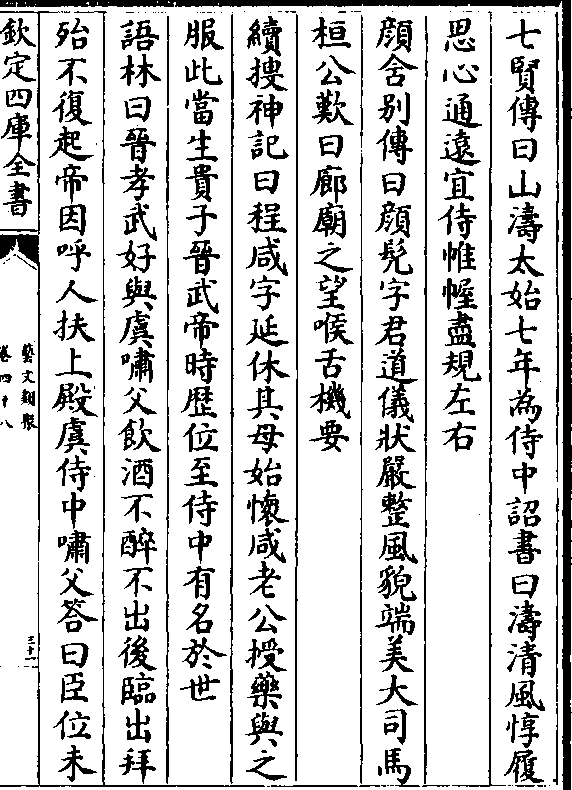 七賢傳曰山濤太始七年為侍中詔書曰濤清風惇履
思心通遠宜侍帷幄盡規左右
顔舍别傳曰顔髠字君道儀狀嚴整風貌端美大司馬
桓公歎曰廊廟之望喉舌機要
續搜神記曰程咸字延休其母始懷咸老公授藥與之
服此當生貴子晉武帝時歴位至侍中有名於世
語林曰晉孝武好與虞嘯父飲酒不醉不出後臨出拜
殆不復起帝因呼人扶上殿虞侍中嘯父答曰臣位未
欽定四庫全書
藝文類聚
卷四十八
三十一